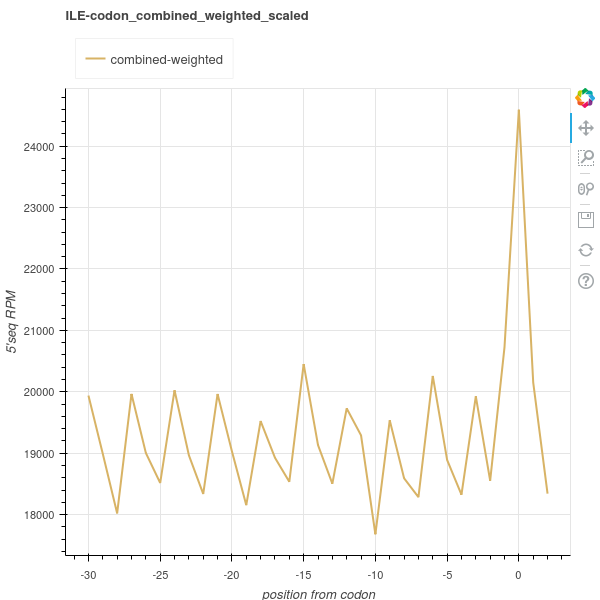 ILE-codon_combined_weighted_scaled
combined-weighted
24000
23000
22000
21000
20000
19000
18000
5'seq RPM
-30 -25 -20 -15 -10 -5 0
position from codon